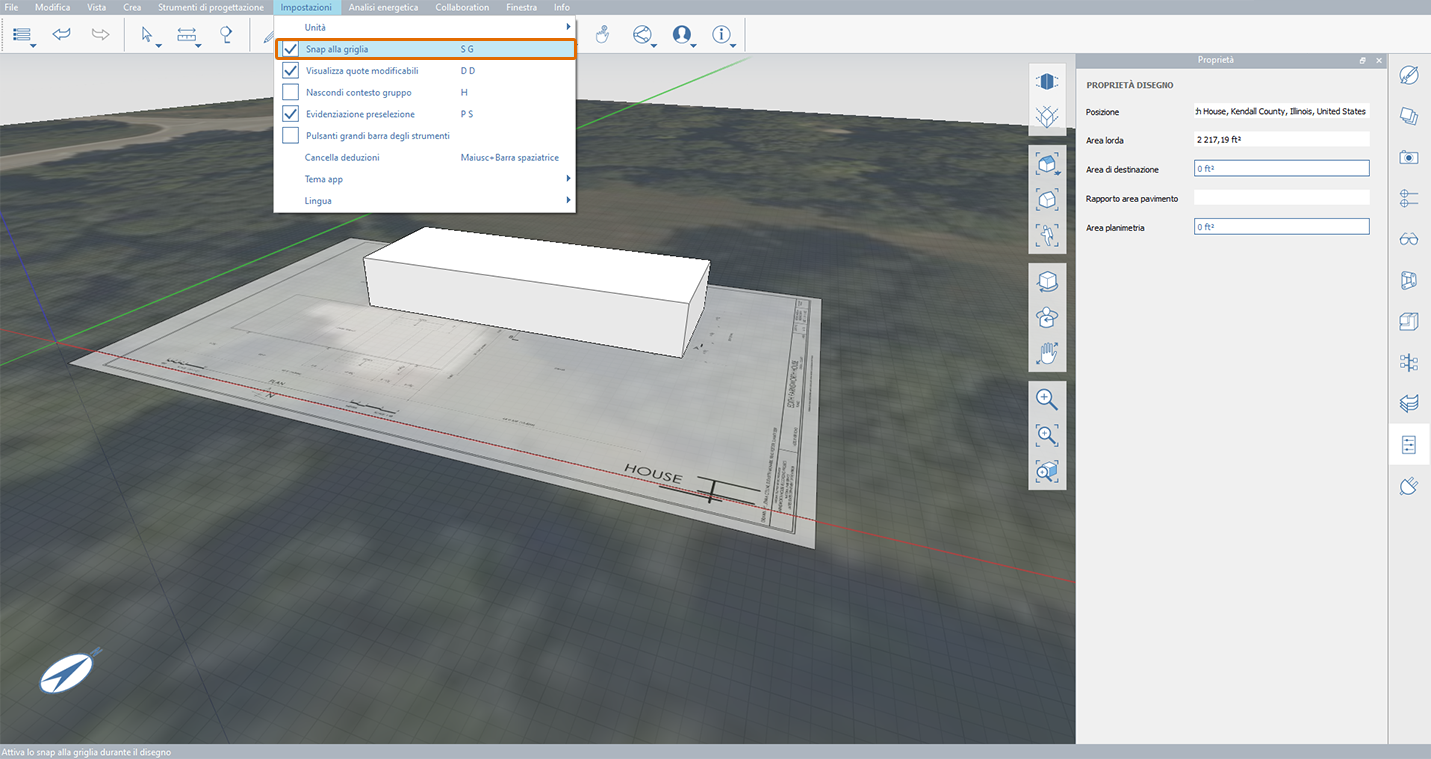 File Modifica Vista Crea Strumenti di progettazione Impostazioni Analisi energetica Collaboration Finestra Info
Unità
Snap alla griglia S G
Visualizza quote modificabili D D
Nascondi contesto gruppo H
Evidenziazione preselezione P S
Pulsanti grandi barra degli strumenti
Cancella deduzioni Maiusc+Barra spaziatrice
Tema app
Lingua
Proprietà
PROPRIETÀ DISEGNO
Posizione h House, Kendall County, Illinois, United States
Area lorda 2 217,19 ft²
Area di destinazione 0 ft²
Rapporto area pavimento
Area planimetria 0 ft²
PLAN
N
HOUSE
Attiva lo snap alla griglia durante il disegno